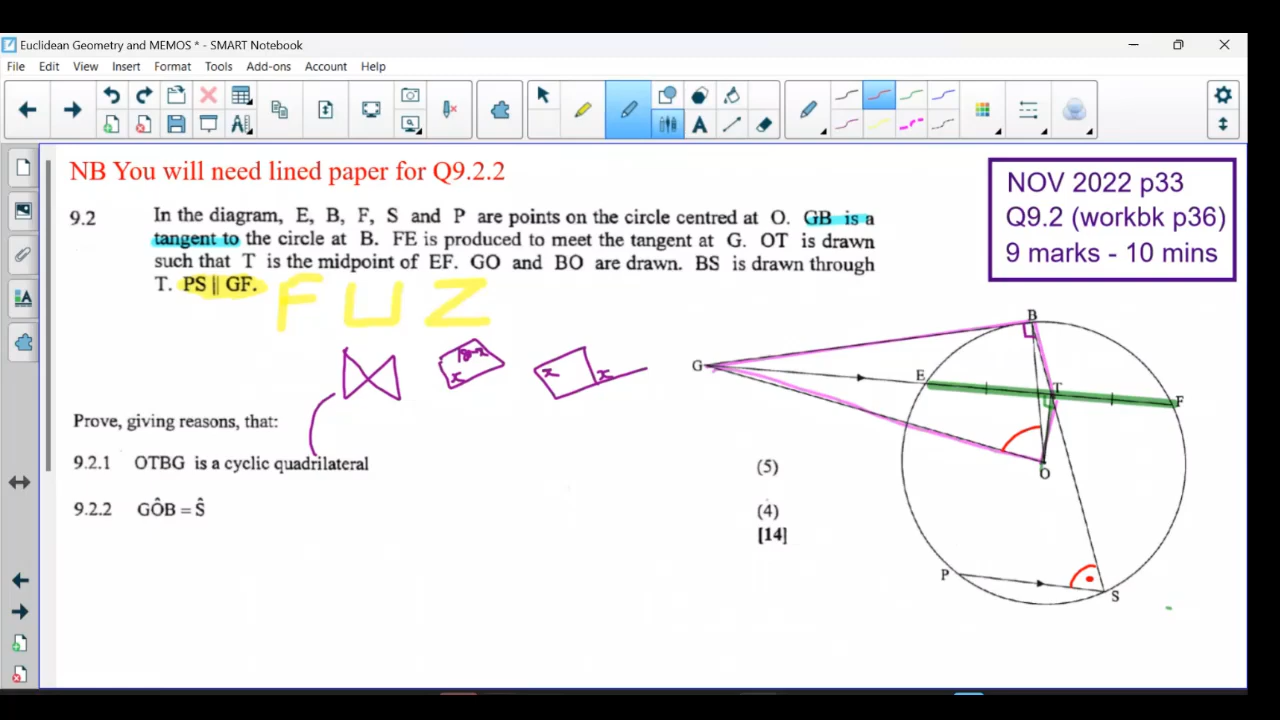 Euclidean Geometry and MEMOS * - SMART Notebook
File Edit View Insert Format Tools Add-ons Account Help
NB You will need lined paper for Q9.2.2
NOV 2022 p33
Q9.2 (workbk p36)
9 marks - 10 mins
9.2 In the diagram, E, B, F, S and P are points on the circle centred at O. GB is a
tangent to the circle at B. FE is produced to meet the tangent at G. OT is drawn
such that T is the midpoint of EF. GO and BO are drawn. BS is drawn through
T. PS || GF.
F U Z
x
x x
Prove, giving reasons, that:
9.2.1 OTBG is a cyclic quadrilateral (5)
9.2.2 GÔB = Ŝ (4)
[14]
B
G
E
T
F
O
P
S